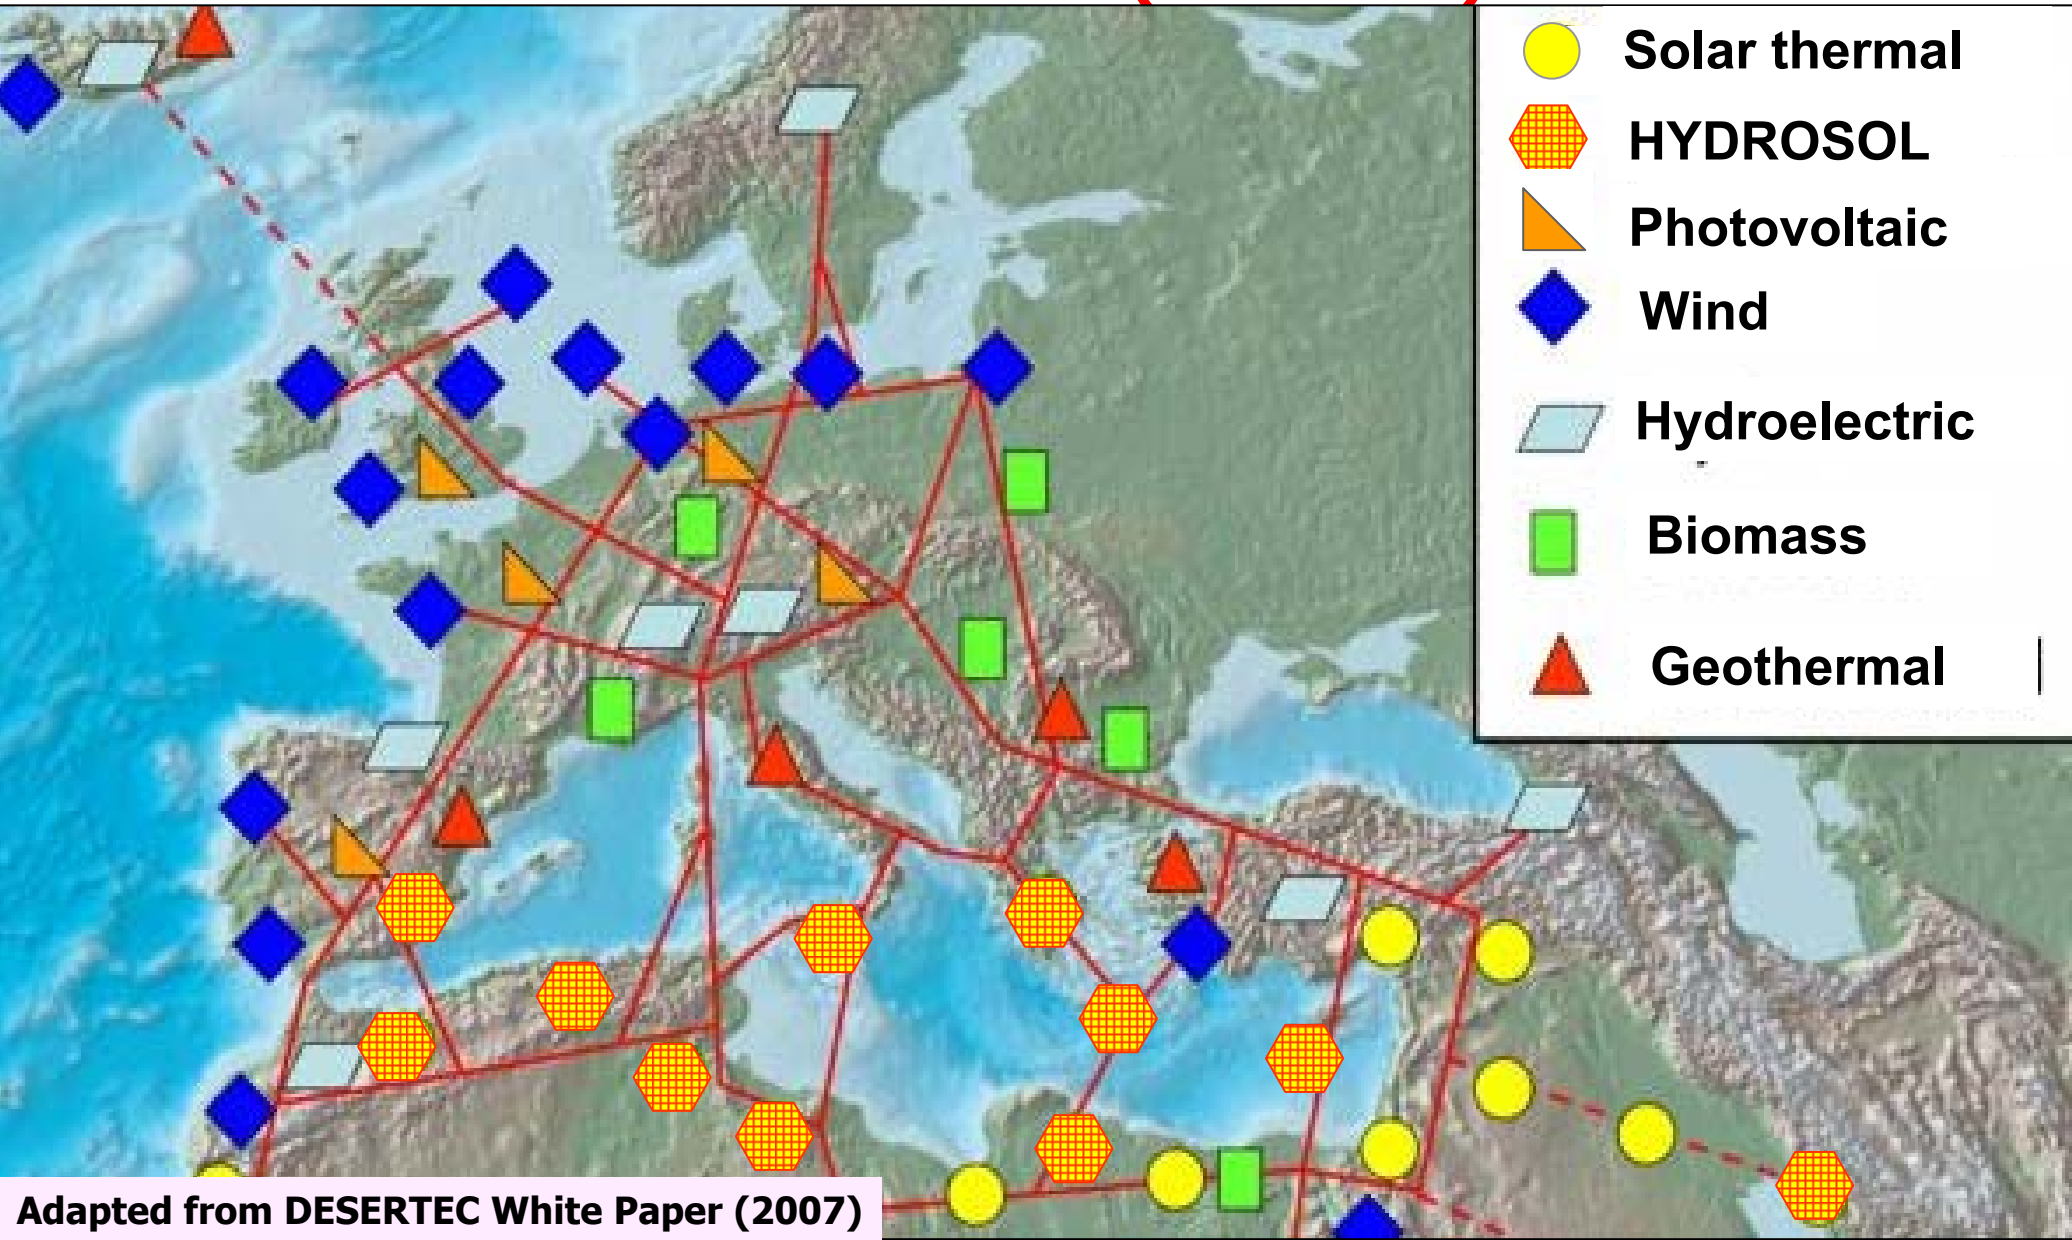 Solar thermal
HYDROSOL
Photovoltaic
Wind
Hydroelectric
Biomass
Geothermal
Adapted from DESERTEC White Paper (2007)